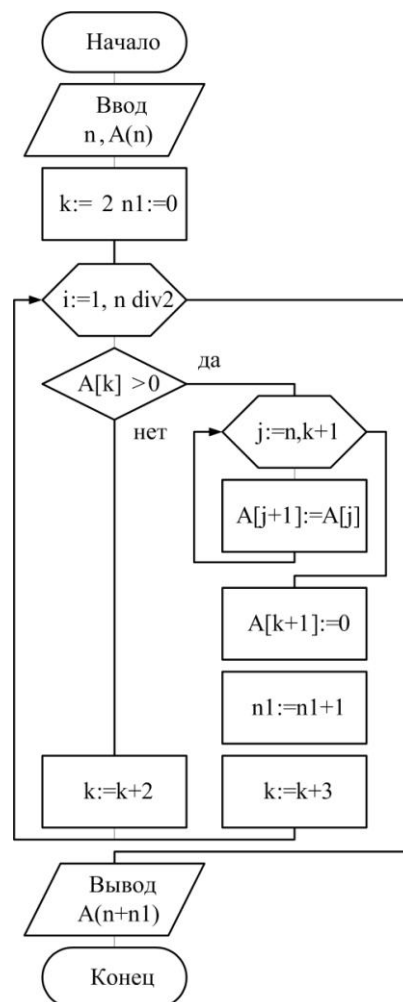 Начало
Ввод
n, A(n)
k:= 2 n1:=0
i:=1, n div2
да
A[k] >0
нет
j:=n,k+1
A[j+1]:=A[j]
A[k+1]:=0
n1:=n1+1
k:=k+2
k:=k+3
Вывод
A(n+n1)
Конец